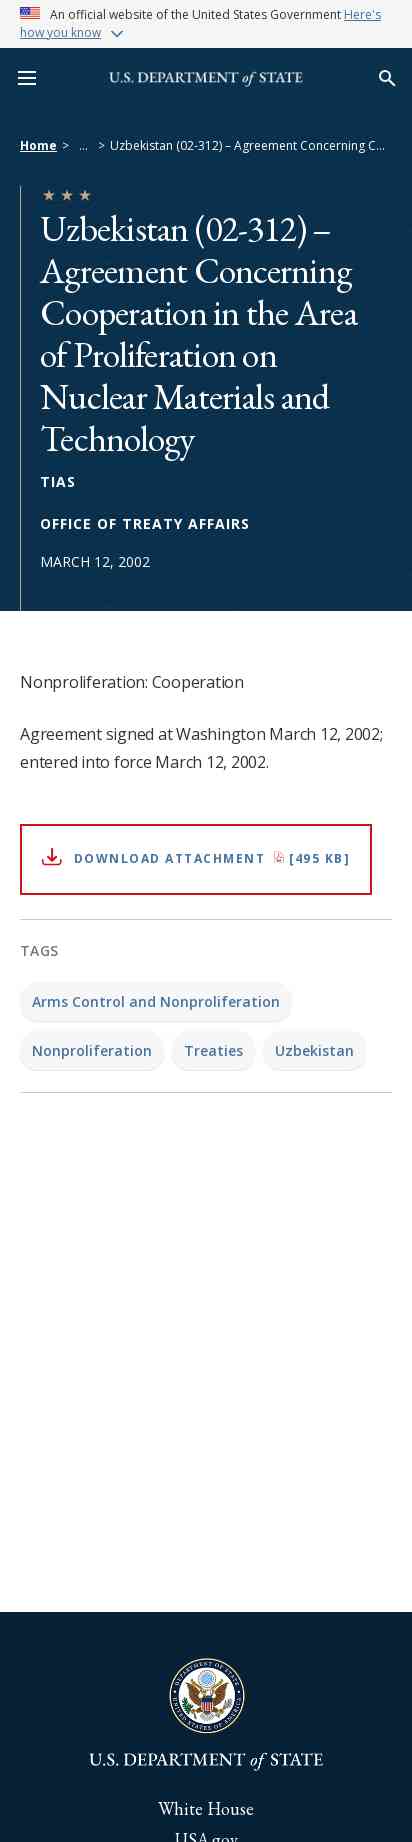 An official website of the United States Government Here's
how you know
U.S. DEPARTMENT of STATE
Home > ... > Uzbekistan (02-312) – Agreement Concerning C...
Uzbekistan (02-312) –
Agreement Concerning
Cooperation in the Area
of Proliferation on
Nuclear Materials and
Technology
TIAS
OFFICE OF TREATY AFFAIRS
MARCH 12, 2002
Nonproliferation: Cooperation
Agreement signed at Washington March 12, 2002;
entered into force March 12, 2002.
DOWNLOAD ATTACHMENT [495 KB]
TAGS
Arms Control and Nonproliferation
Nonproliferation Treaties Uzbekistan
DEPARTMENT OF STATE
UNITED STATES OF AMERICA
U.S. DEPARTMENT of STATE
White House
USA.gov